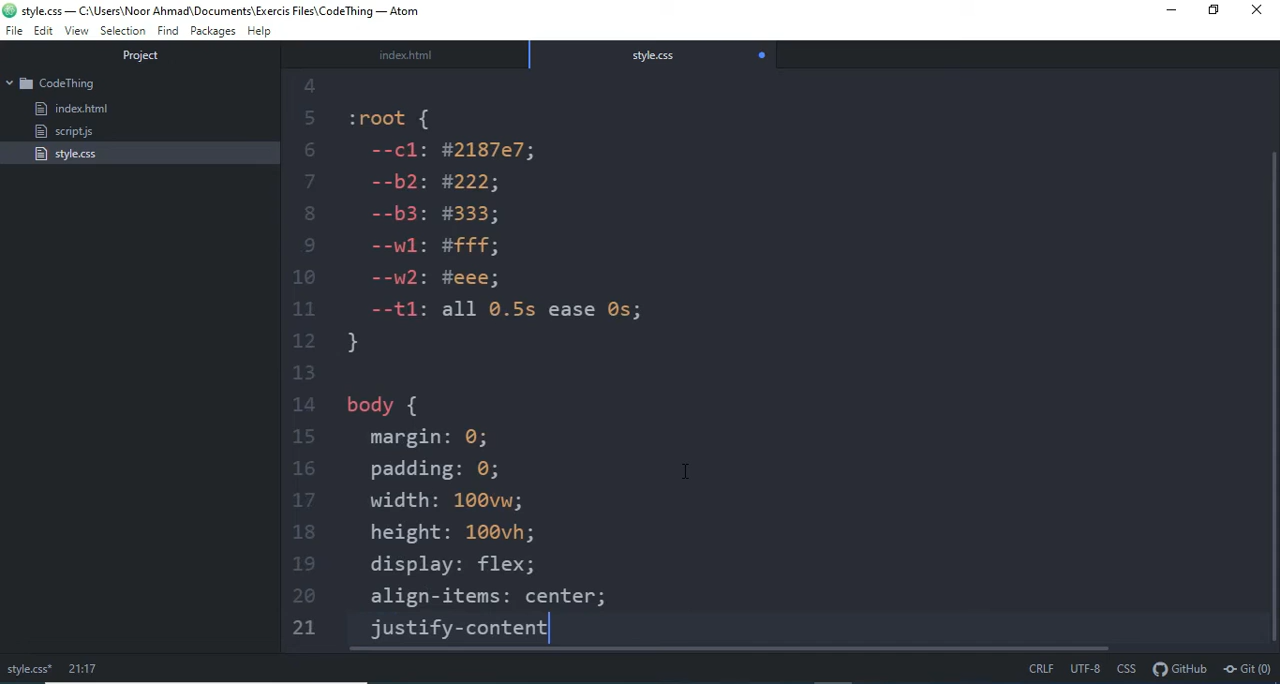 style.css — C:\Users\Noor Ahmad\Documents\Exercis Files\CodeThing — Atom
File Edit View Selection Find Packages Help
Project index.html style.css
CodeThing
index.html
script.js
style.css
4
5 :root {
6 --c1: #2187e7;
7 --b2: #222;
8 --b3: #333;
9 --w1: #fff;
10 --w2: #eee;
11 --t1: all 0.5s ease 0s;
12 }
13
14 body {
15 margin: 0;
16 padding: 0;
17 width: 100vw;
18 height: 100vh;
19 display: flex;
20 align-items: center;
21 justify-content
style.css* 21:17 CRLF UTF-8 CSS GitHub Git (0)